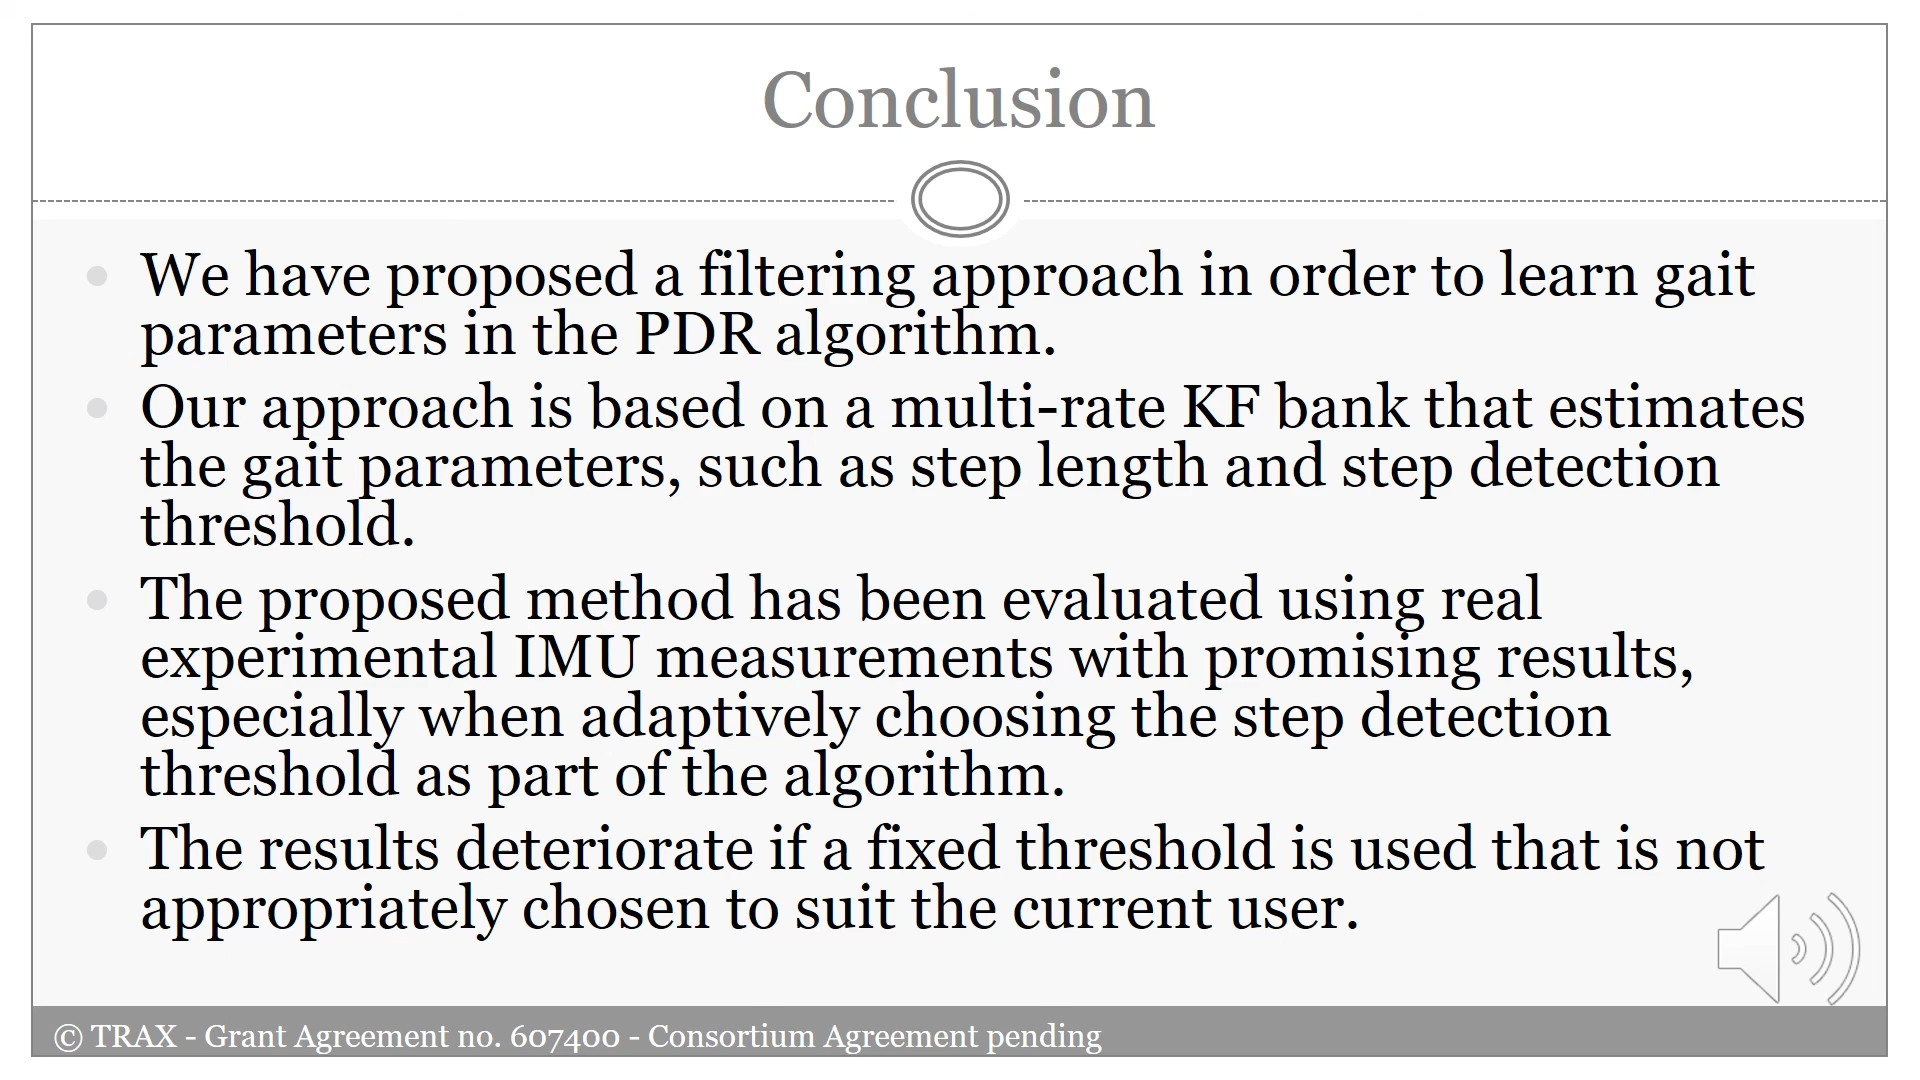 Conclusion
We have proposed a filtering approach in order to learn gait
parameters in the PDR algorithm.
Our approach is based on a multi-rate KF bank that estimates
the gait parameters, such as step length and step detection
threshold.
The proposed method has been evaluated using real
experimental IMU measurements with promising results,
especially when adaptively choosing the step detection
threshold as part of the algorithm.
The results deteriorate if a fixed threshold is used that is not
appropriately chosen to suit the current user.
© TRAX - Grant Agreement no. 607400 - Consortium Agreement pending